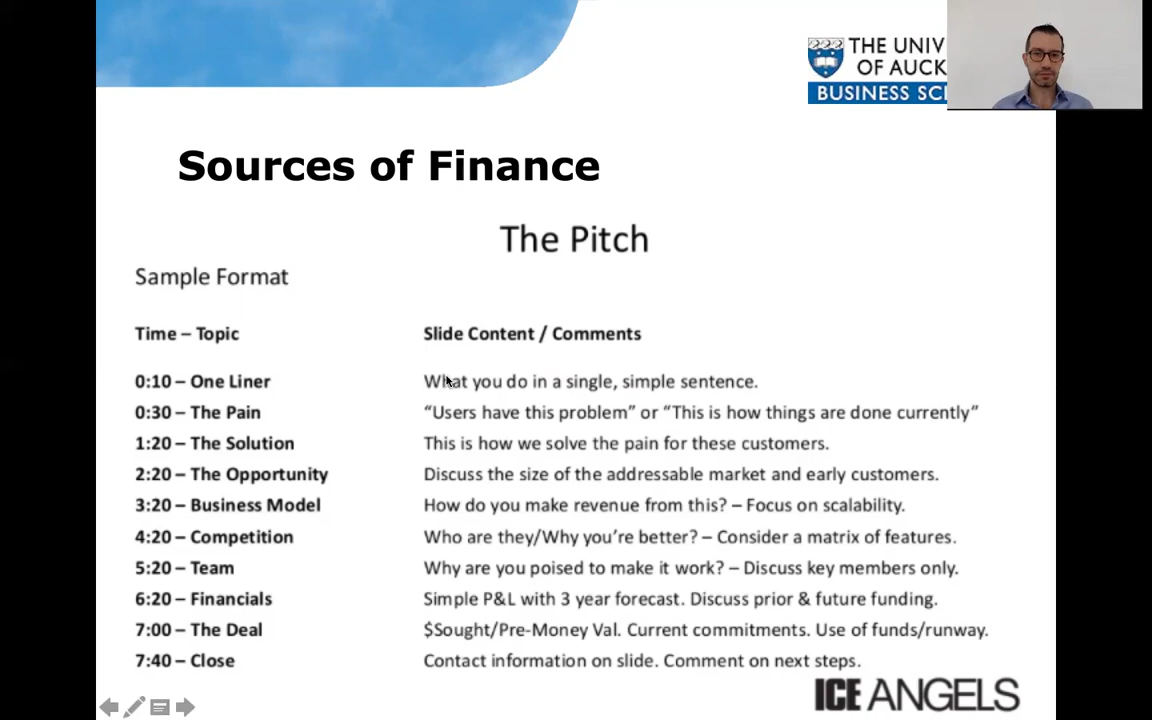 THE UNIV
OF AUCK
BUSINESS SC
Sources of Finance
The Pitch
Sample Format
Time – Topic Slide Content / Comments
0:10 – One Liner What you do in a single, simple sentence.
0:30 – The Pain “Users have this problem” or “This is how things are done currently”
1:20 – The Solution This is how we solve the pain for these customers.
2:20 – The Opportunity Discuss the size of the addressable market and early customers.
3:20 – Business Model How do you make revenue from this? – Focus on scalability.
4:20 – Competition Who are they/Why you’re better? – Consider a matrix of features.
5:20 – Team Why are you poised to make it work? – Discuss key members only.
6:20 – Financials Simple P&L with 3 year forecast. Discuss prior & future funding.
7:00 – The Deal $Sought/Pre-Money Val. Current commitments. Use of funds/runway.
7:40 – Close Contact information on slide. Comment on next steps.
ICE ANGELS